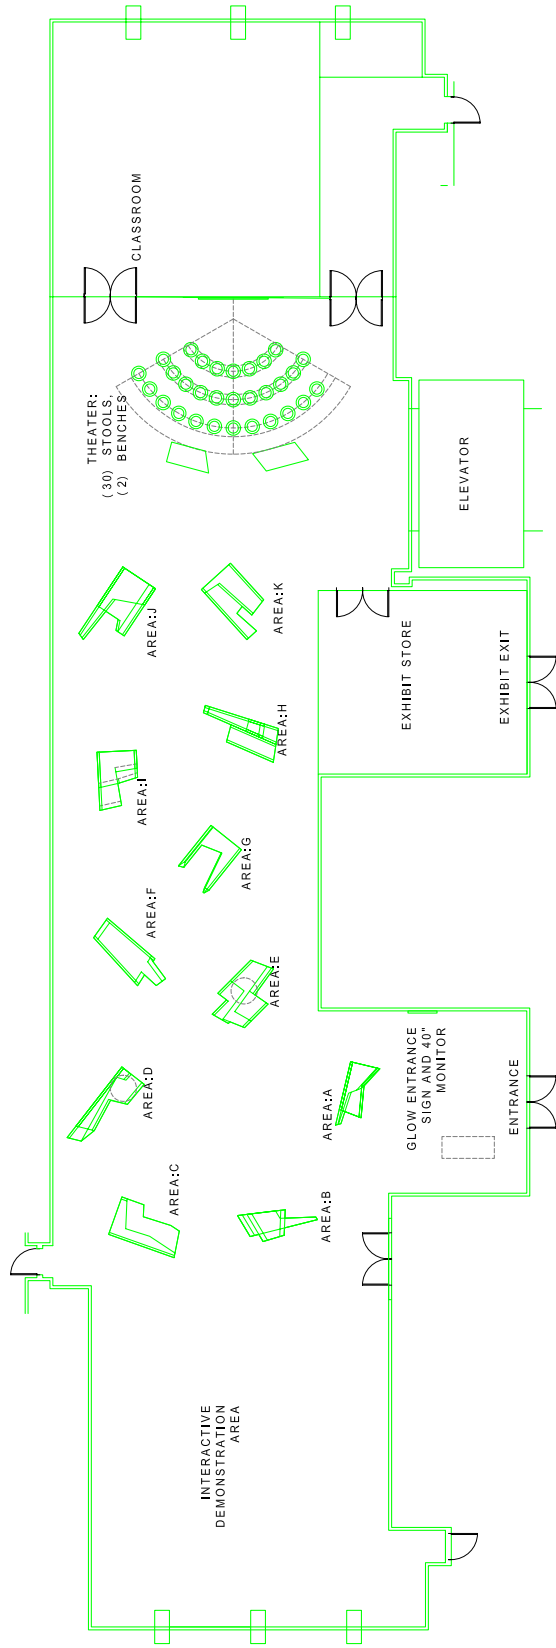 CLASSROOM
THEATER:
(30) STOOLS,
(2) BENCHES
ELEVATOR
AREA:J
AREA:K
EXHIBIT STORE
EXHIBIT EXIT
AREA:H
AREA:I
AREA:G
AREA:F
AREA:E
AREA:D
AREA:A
GLOW ENTRANCE
SIGN AND 40"
MONITOR
ENTRANCE
AREA:C
AREA:B
INTERACTIVE
DEMONSTRATION
AREA